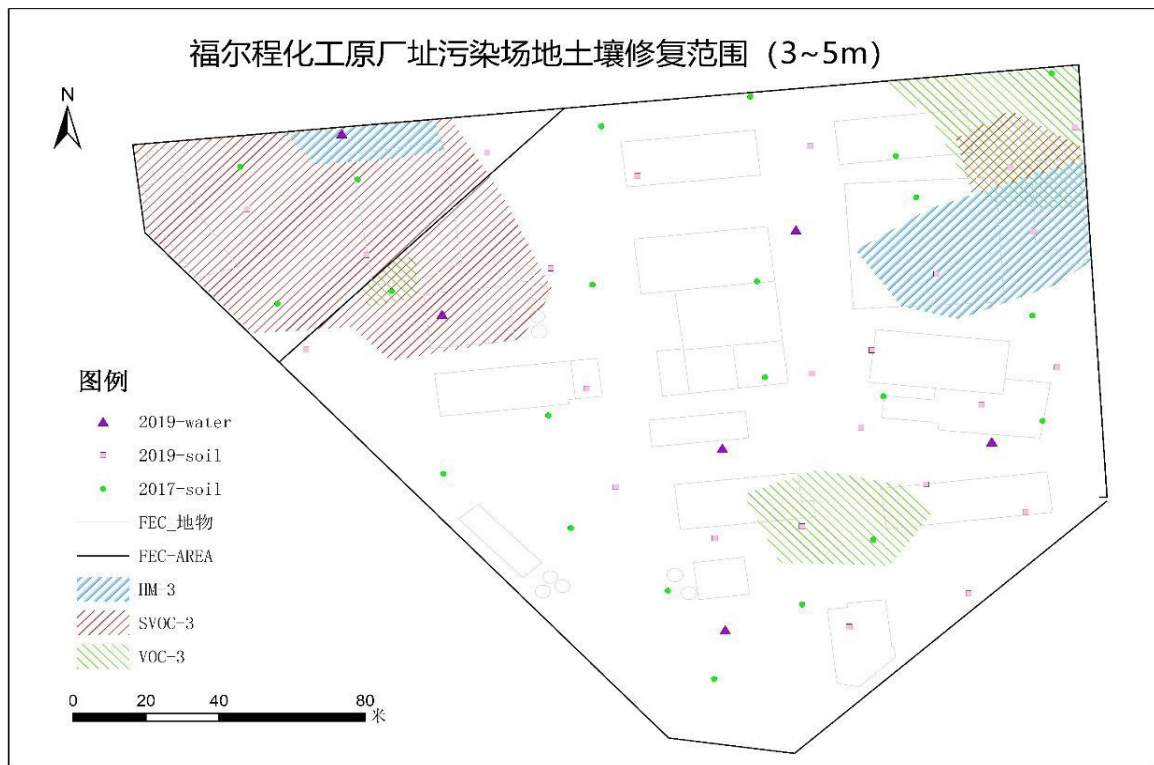 福尔程化工原厂址污染场地土壤修复范围（3~5m）
N
图例
2019-water
2019-soil
2017-soil
FEC_地物
FEC-AREA
HM-3
SVOC-3
VOC-3
0 20 40 80
米